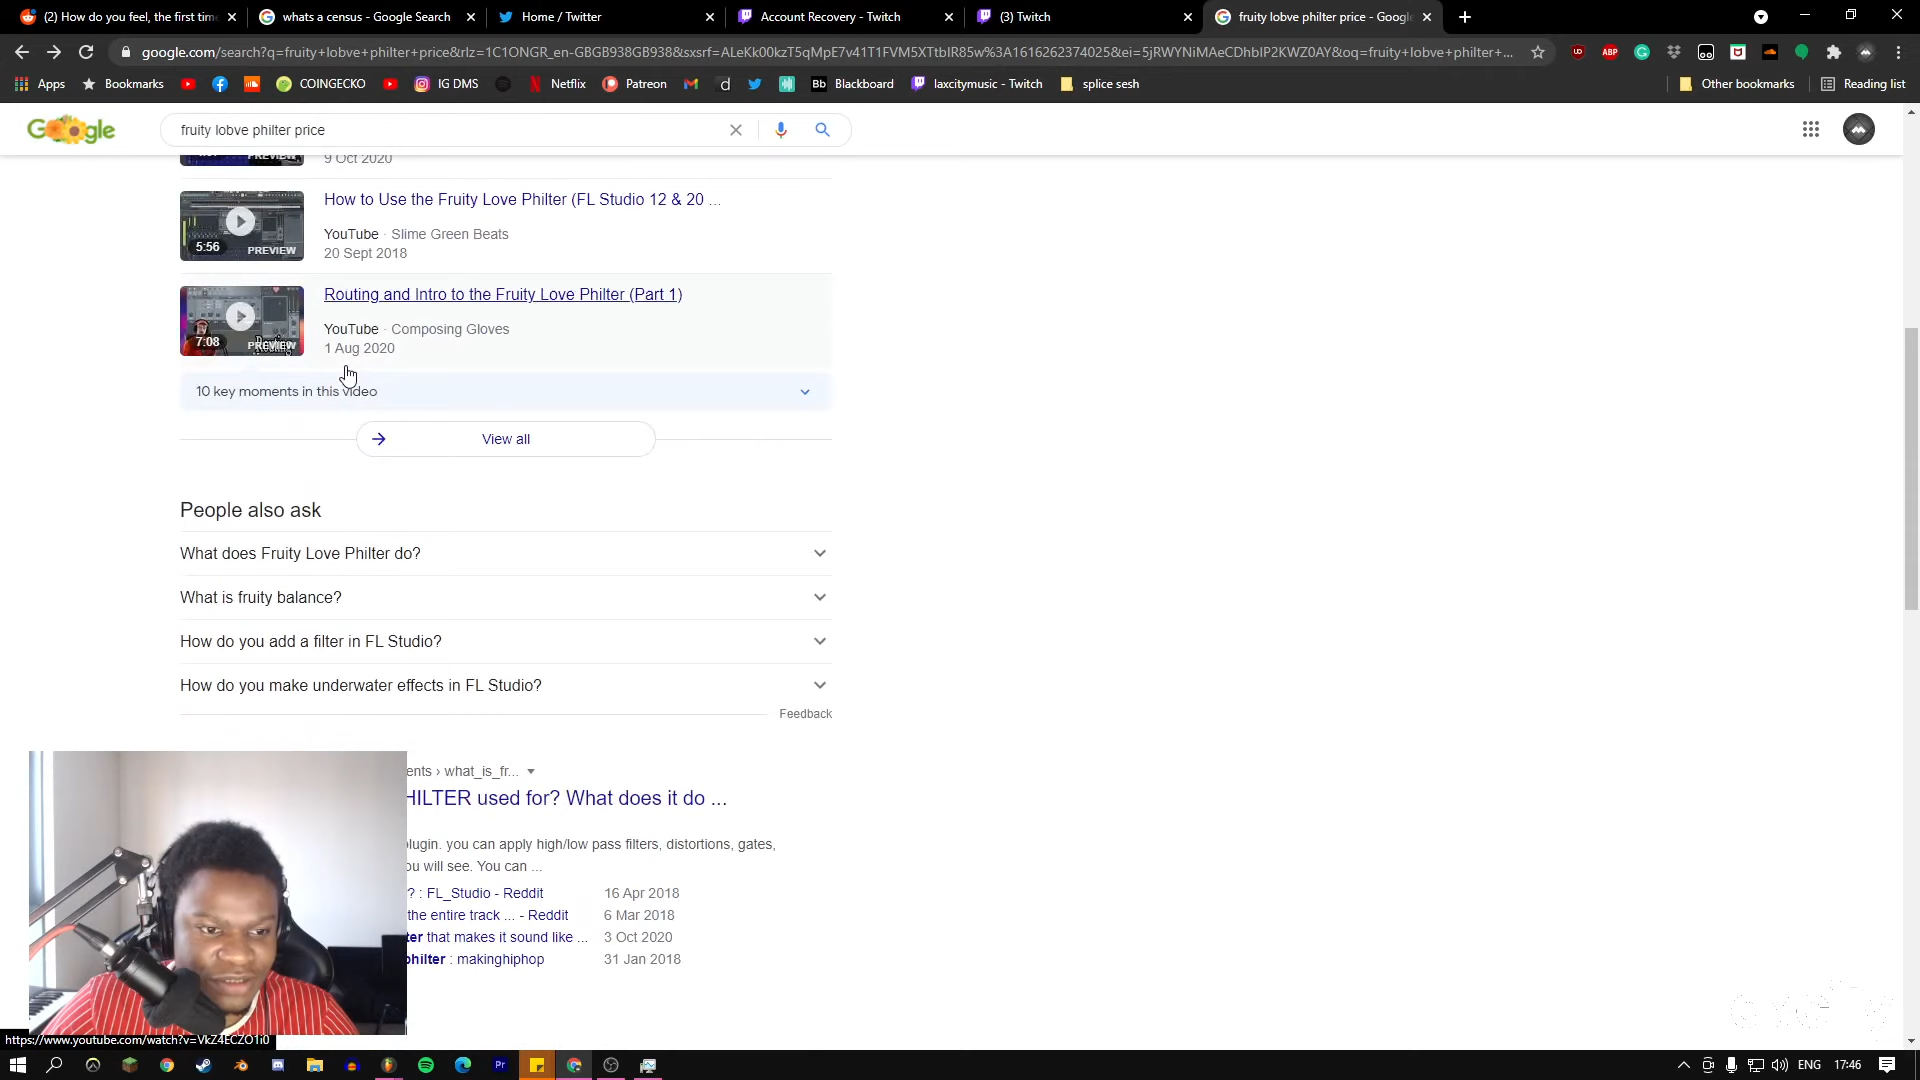 (2) How do you feel, the first time
whats a census - Google Search
Home / Twitter
Account Recovery - Twitch
(3) Twitch
fruity lobve philter price - Google
google.com/search?q=fruity+lobve+philter+price&rlz=1C1ONGR_en-GBGB938GB938&sxsrf=ALeKk00kzT5qMpE7v41T1FVM5XTtbIR85w%3A1616262374025&ei=5jRWYNiMAeCDhbIP2KWZ0AY&oq=fruity+lobve+philter+...
Apps
Bookmarks
COINGECKO
IG DMS
Netflix
Patreon
Blackboard
laxcitymusic - Twitch
splice sesh
Other bookmarks
Reading list
Google
fruity lobve philter price
PREVIEW
9 Oct 2020
How to Use the Fruity Love Philter (FL Studio 12 & 20 ...
YouTube · Slime Green Beats
5:56 PREVIEW
20 Sept 2018
Routing and Intro to the Fruity Love Philter (Part 1)
YouTube · Composing Gloves
7:08 PREVIEW
1 Aug 2020
10 key moments in this video
View all
People also ask
What does Fruity Love Philter do?
What is fruity balance?
How do you add a filter in FL Studio?
How do you make underwater effects in FL Studio?
Feedback
ents › what_is_fr...
HILTER used for? What does it do ...
plugin. you can apply high/low pass filters, distortions, gates,
ou will see. You can ...
? : FL_Studio - Reddit 16 Apr 2018
the entire track ... - Reddit 6 Mar 2018
ter that makes it sound like ... 3 Oct 2020
philter : makinghiphop 31 Jan 2018
https://www.youtube.com/watch?v=VkZ4ECZO1i0
ENG
17:46